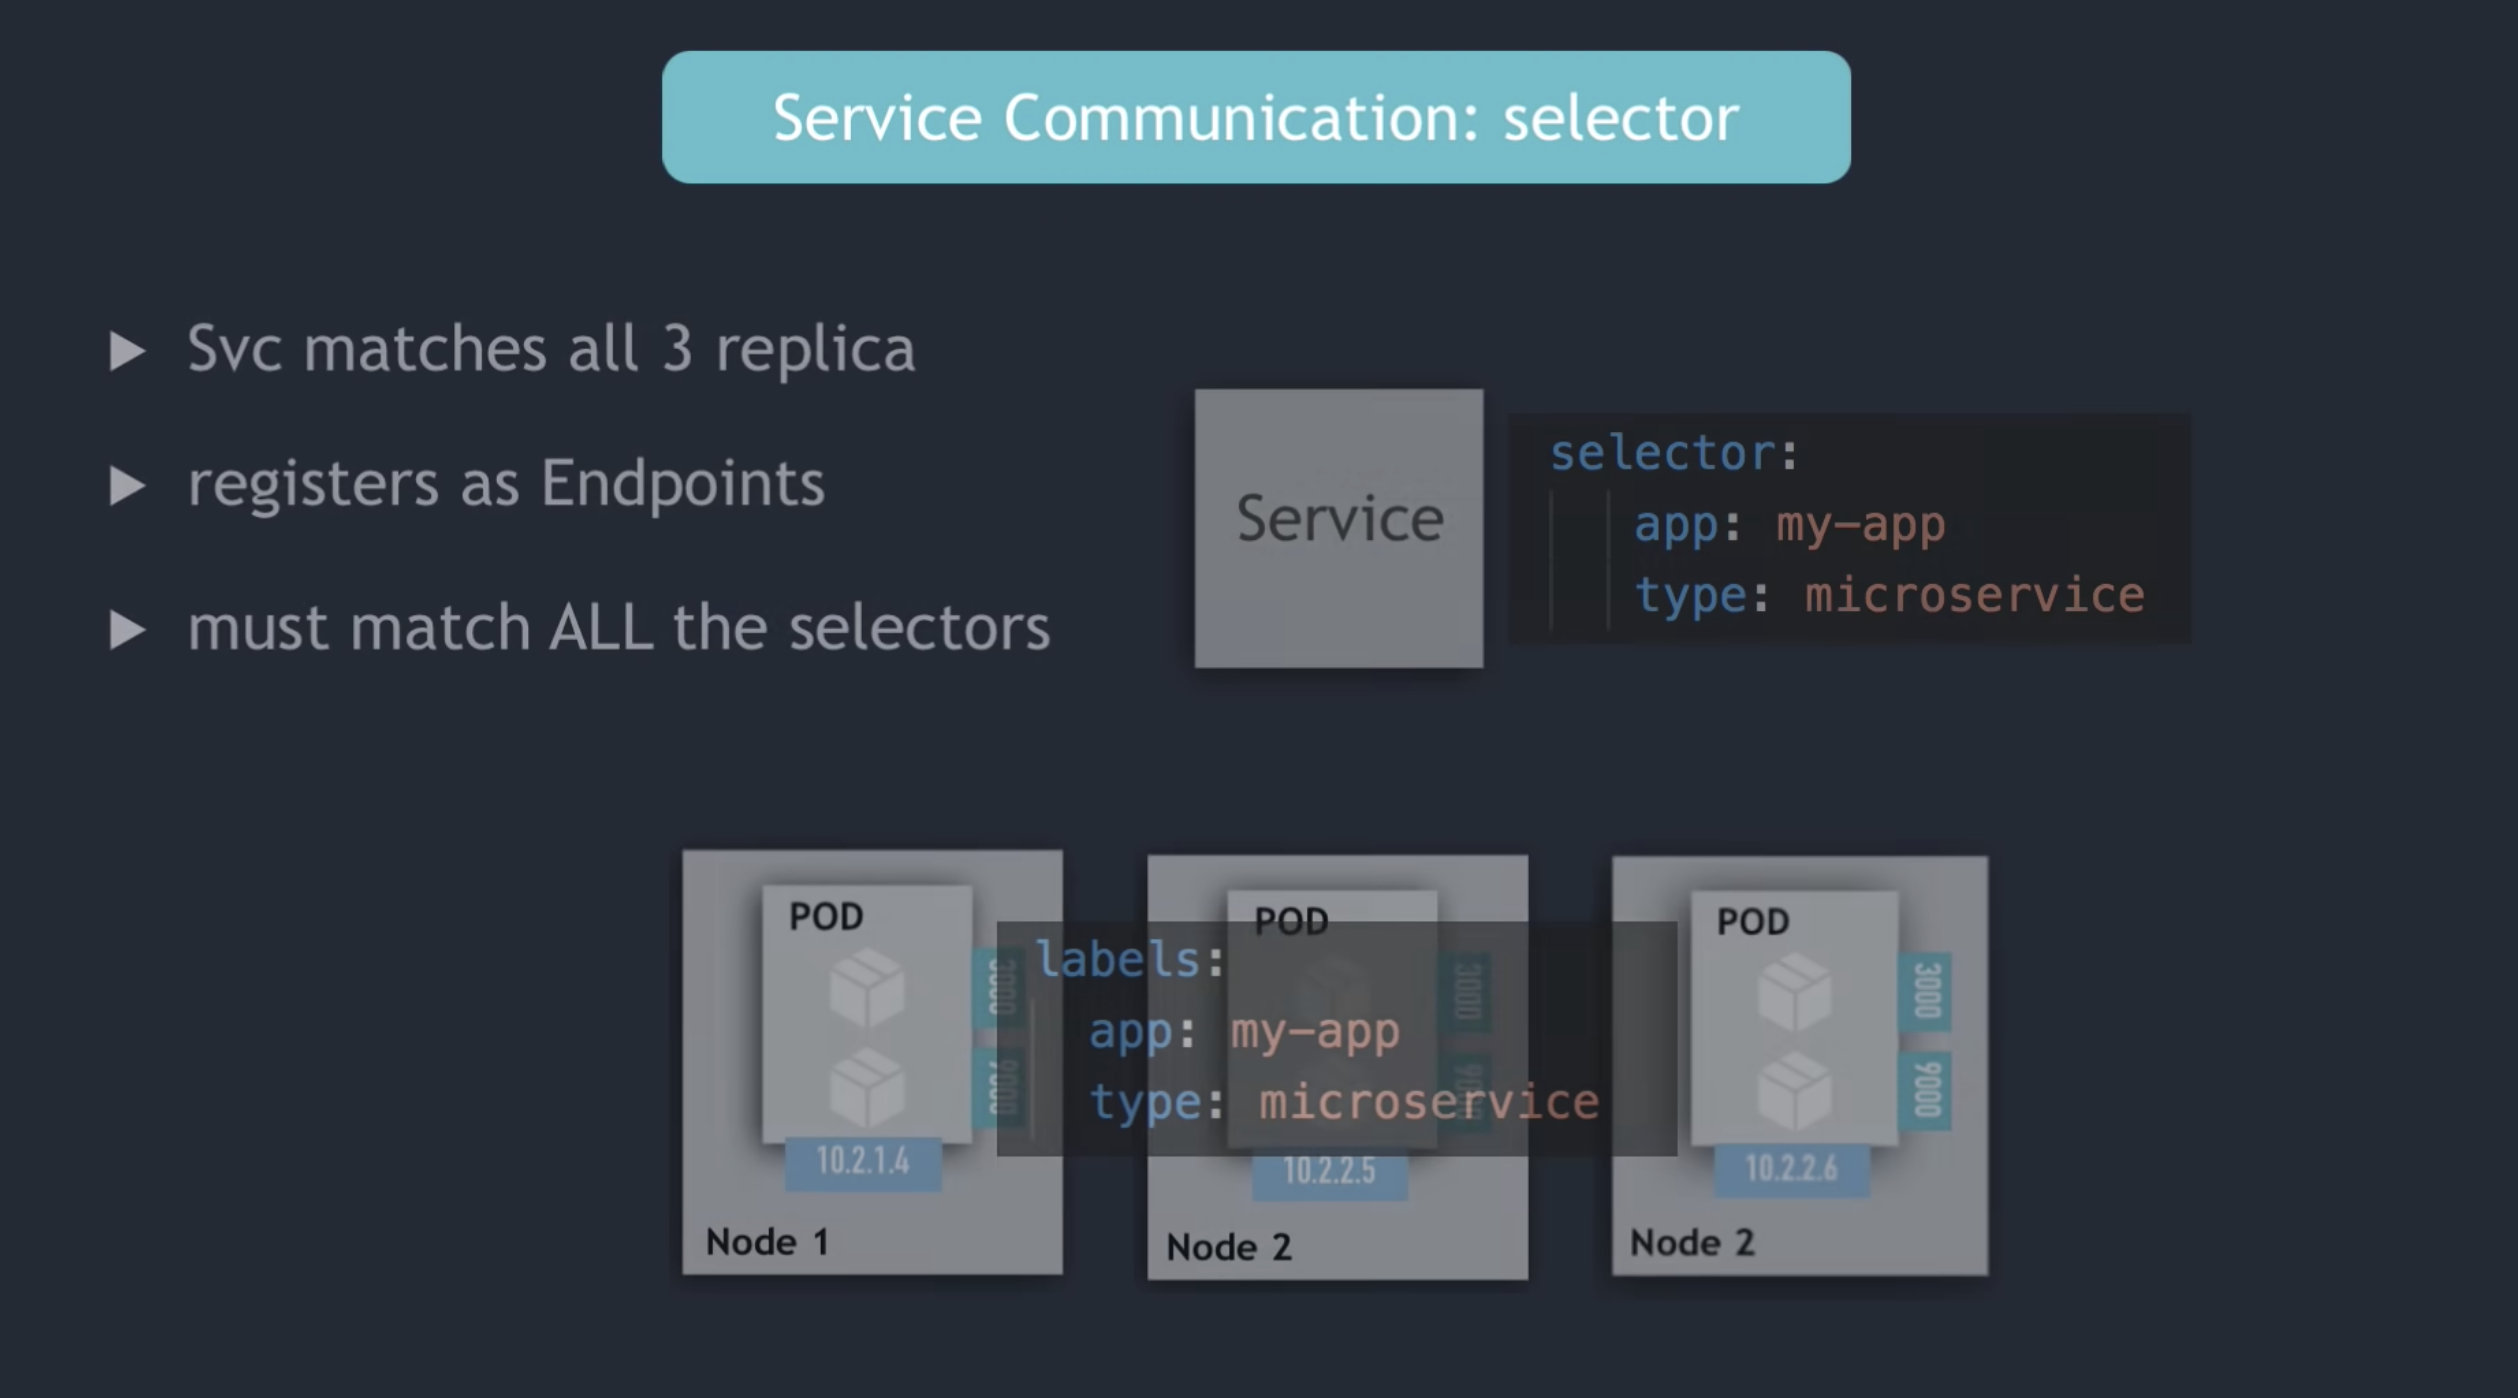 Service Communication: selector
▶ Svc matches all 3 replica
▶ registers as Endpoints
▶ must match ALL the selectors
Service
selector:
app: my-app
type: microservice
POD
3000
9000
10.2.1.4
Node 1
POD
3000
9000
10.2.2.5
Node 2
labels:
app: my-app
type: microservice
POD
3000
9000
10.2.2.6
Node 2